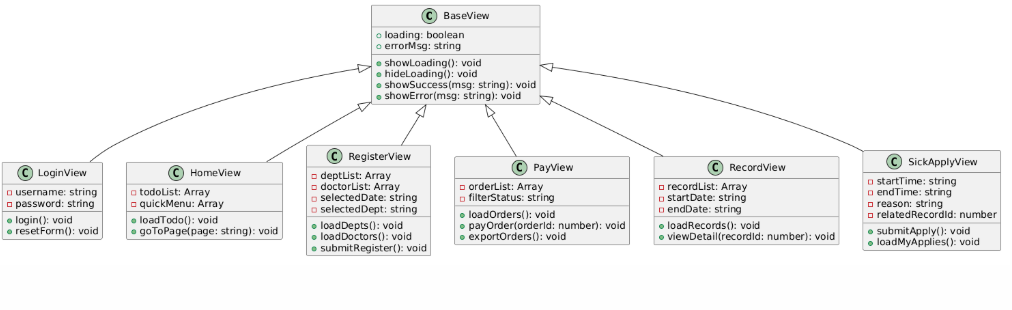 C BaseView
loading: boolean
errorMsg: string
showLoading(): void
hideLoading(): void
showSuccess(msg: string): void
showError(msg: string): void
C LoginView
username: string
password: string
login(): void
resetForm(): void
C HomeView
todoList: Array
quickMenu: Array
loadTodo(): void
goToPage(page: string): void
C RegisterView
deptList: Array
doctorList: Array
selectedDate: string
selectedDept: string
loadDepts(): void
loadDoctors(): void
submitRegister(): void
C PayView
orderList: Array
filterStatus: string
loadOrders(): void
payOrder(orderId: number): void
exportOrders(): void
C RecordView
recordList: Array
startDate: string
endDate: string
loadRecords(): void
viewDetail(recordId: number): void
C SickApplyView
startTime: string
endTime: string
reason: string
relatedRecordId: number
submitApply(): void
loadMyApplies(): void